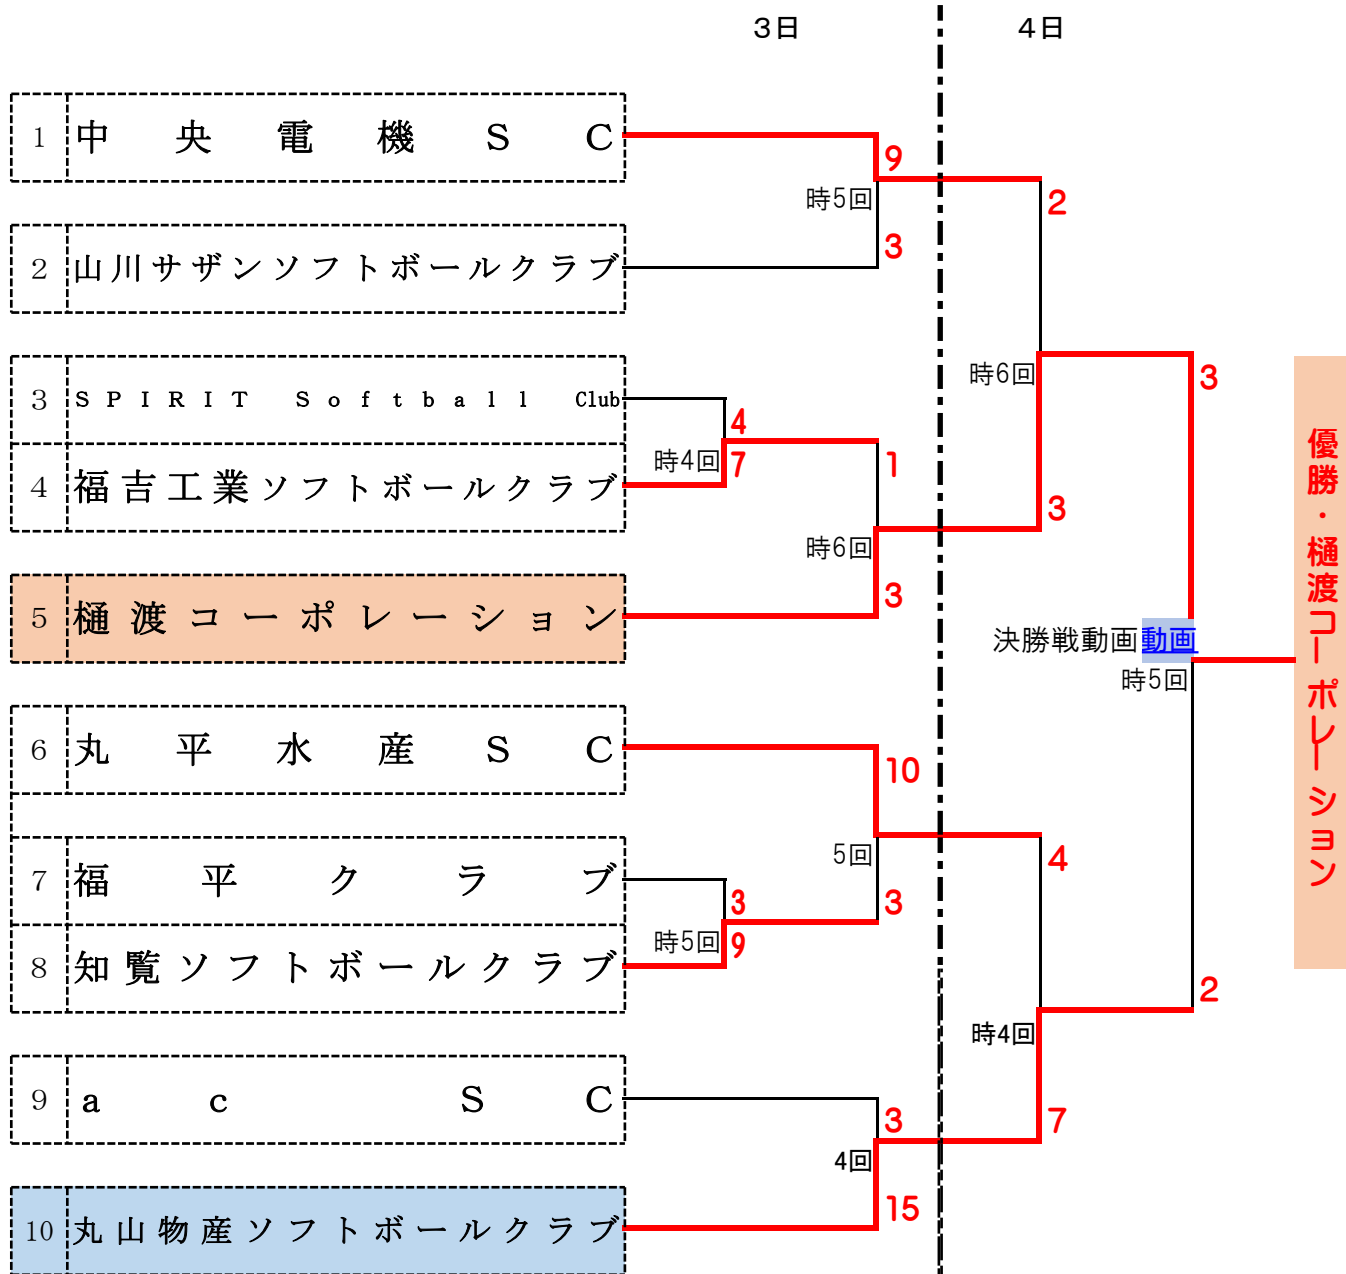 ３日
４日
1 中央電機ＳＣ
9
時5回
2
3
2 山川サザンソフトボールクラブ
時6回
3
3 ＳＰＩＲＩＴ Ｓｏｆｔｂａｌｌ Club
4
時4回
7
1
4 福吉工業ソフトボールクラブ
3
時6回
3
5 樋渡コーポレーション
決勝戦動画動画
時5回
優勝・樋渡コーポレーション
6 丸平水産ＳＣ
10
5回
4
7 福平クラブ
3
3
時5回
9
8 知覧ソフトボールクラブ
2
時4回
9 ａｃ ＳＣ
3
7
4回
15
10 丸山物産ソフトボールクラブ